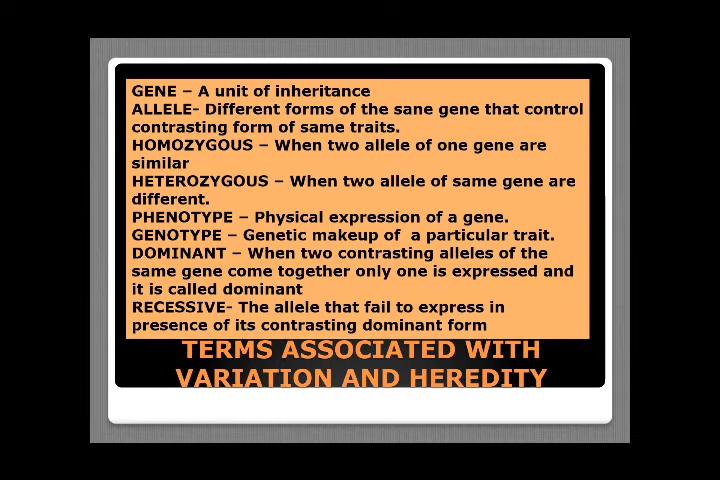 GENE – A unit of inheritance
ALLELE- Different forms of the sane gene that control
contrasting form of same traits.
HOMOZYGOUS – When two allele of one gene are
similar
HETEROZYGOUS – When two allele of same gene are
different.
PHENOTYPE – Physical expression of a gene.
GENOTYPE – Genetic makeup of a particular trait.
DOMINANT – When two contrasting alleles of the
same gene come together only one is expressed and
it is called dominant
RECESSIVE- The allele that fail to express in
presence of its contrasting dominant form
TERMS ASSOCIATED WITH
VARIATION AND HEREDITY